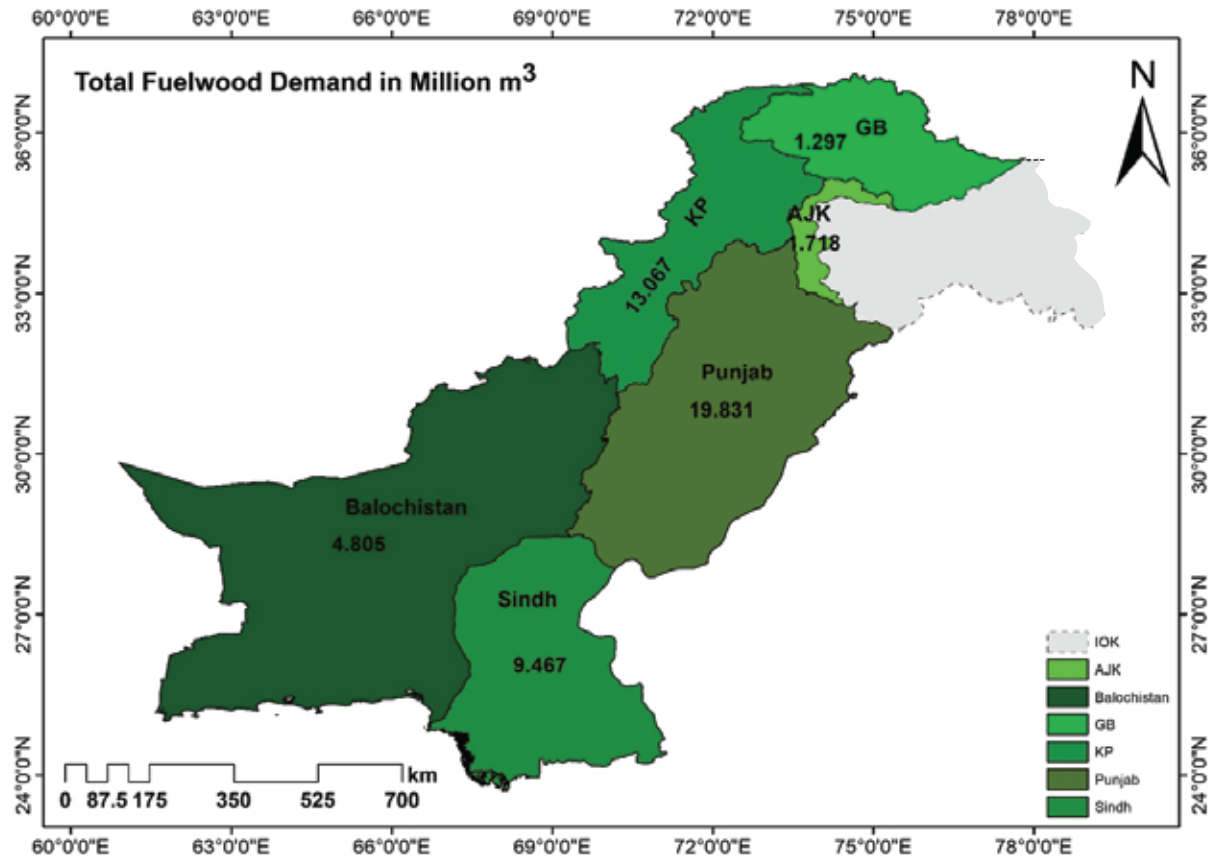 60°0'0"E 63°0'0"E 66°0'0"E 69°0'0"E 72°0'0"E 75°0'0"E 78°0'0"E
Total Fuelwood Demand in Million m³
N
36°0'0"N
33°0'0"N
30°0'0"N
27°0'0"N
24°0'0"N
GB
1.297
AJK
1.718
KP
13.067
Punjab
19.831
Balochistan
4.805
Sindh
9.467
36°0'0"N
33°0'0"N
30°0'0"N
27°0'0"N
24°0'0"N
IOK
AJK
Balochistan
GB
KP
Punjab
Sindh
km
0 87.5 175 350 525 700
60°0'0"E 63°0'0"E 66°0'0"E 69°0'0"E 72°0'0"E 75°0'0"E 78°0'0"E